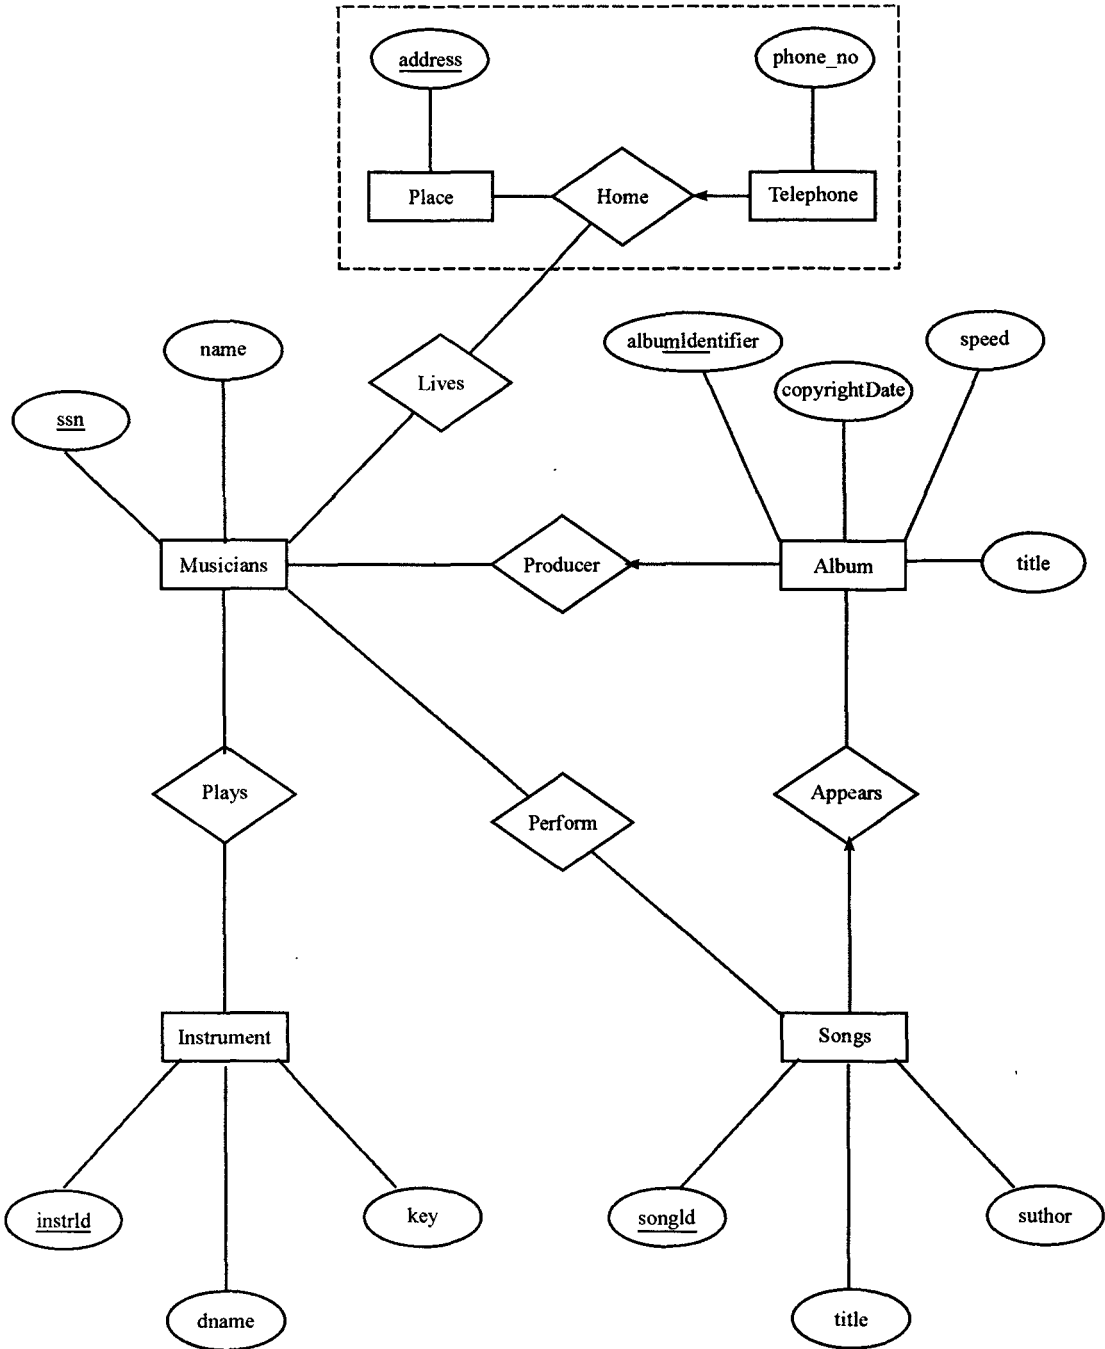 address
phone_no
Place
Home
Telephone
name
albumIdentifier
speed
Lives
copyrightDate
ssn
Musicians
Producer
Album
title
Plays
Perform
Appears
Instrument
Songs
instrId
key
songId
suthor
dname
title